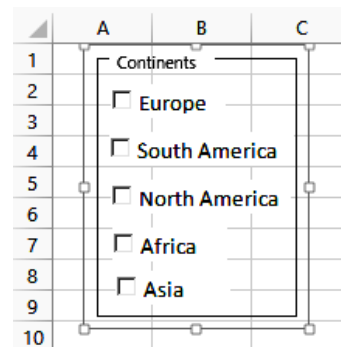 A B C
1 Continents
2 Europe
3
4 South America
5
6 North America
7 Africa
8
9 Asia
10